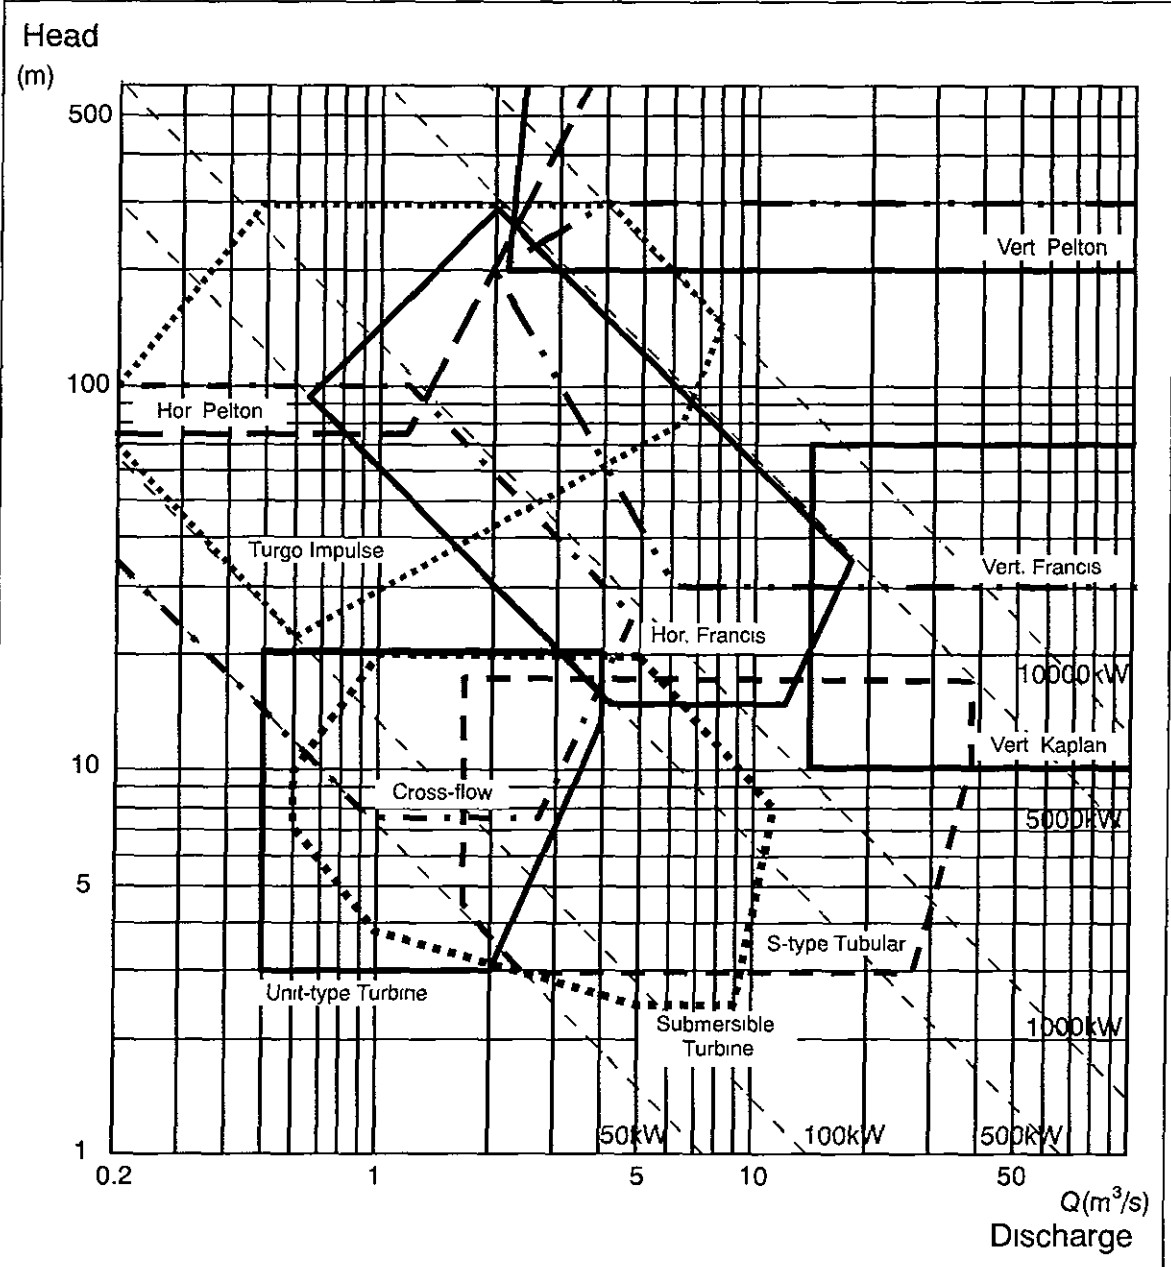 Head
(m)
500
Vert Pelton
100
Hor Pelton
Turgo Impulse
Vert. Francis
Hor. Francis
10000kW
Vert Kaplan
10
Cross-flow
5000kW
5
S-type Tubular
Unit-type Turbine
Submersible
Turbine
1000kW
50kW 100kW 500kW
1
0.2 1 5 10 50
Q(m³/s)
Discharge